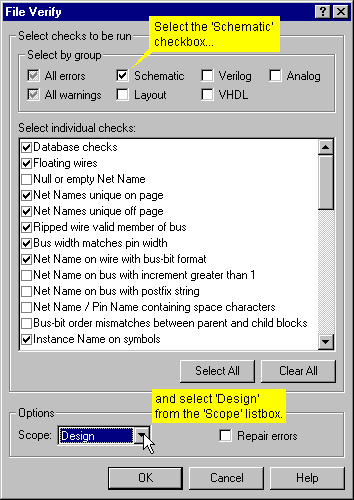 File Verify
Select the 'Schematic'
checkbox...
Select checks to be run
Select by group
All errors
Schematic
Verilog
Analog
All warnings
Layout
VHDL
Select individual checks:
Database checks
Floating wires
Null or empty Net Name
Net Names unique on page
Net Names unique off page
Ripped wire valid member of bus
Bus width matches pin width
Net Name on wire with bus-bit format
Net Name on bus with increment greater than 1
Net Name on bus with postfix string
Net Name / Pin Name containing space characters
Bus-bit order mismatches between parent and child blocks
Instance Name on symbols
Select All
Clear All
and select 'Design'
from the 'Scope' listbox.
Options
Scope:
Design
Repair errors
OK
Cancel
Help